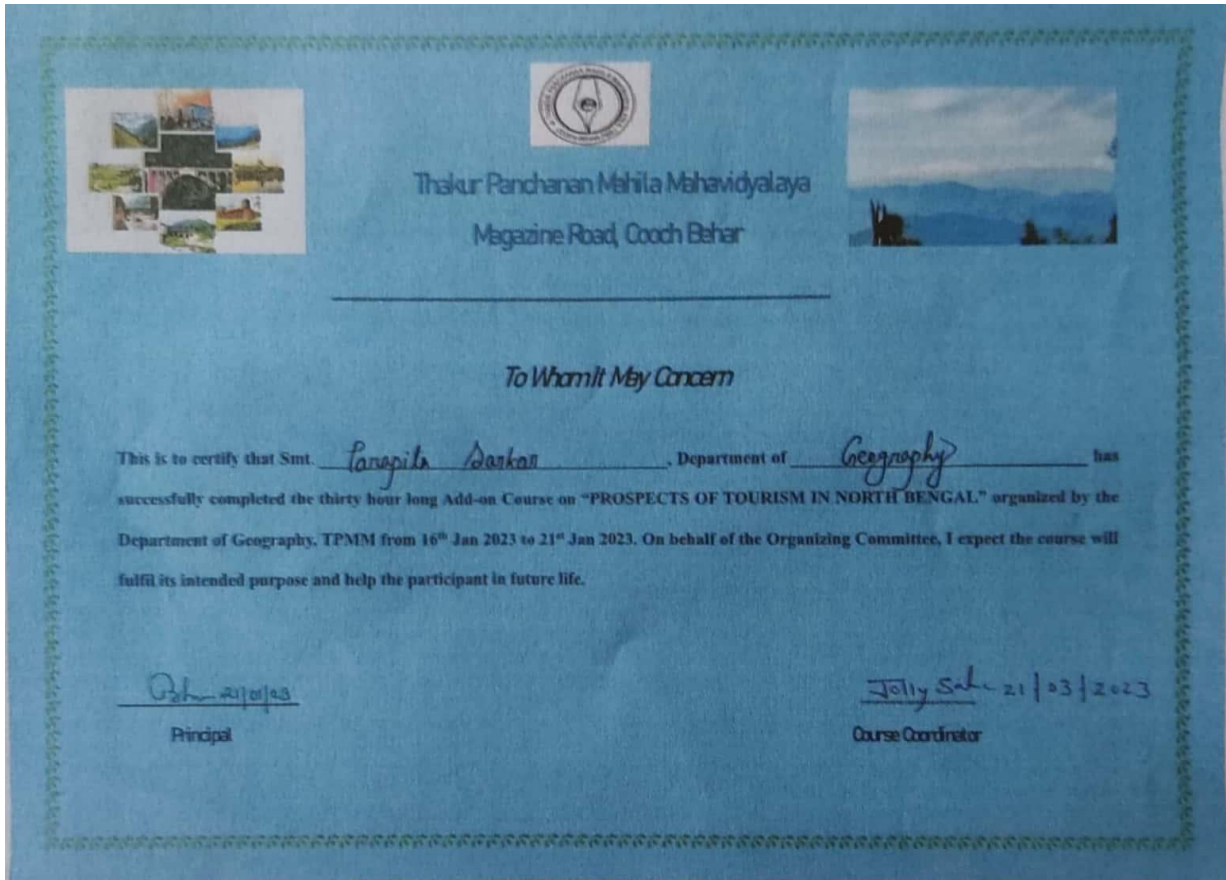 Thakur Panchanan Mahila Mahavidyalaya
Magazine Road, Cooch Behar
To Whom It May Concern
This is to certify that Smt. Sarkar, Department of Geography has
successfully completed the thirty hour long Add-on Course on “PROSPECTS OF TOURISM IN NORTH BENGAL” organized by the
Department of Geography, TPMM from 16th Jan 2023 to 21st Jan 2023. On behalf of the Organizing Committee, I expect the course will
fulfil its intended purpose and help the participant in future life.
Jolly 21/03/2023
Principal
Course Coordinator